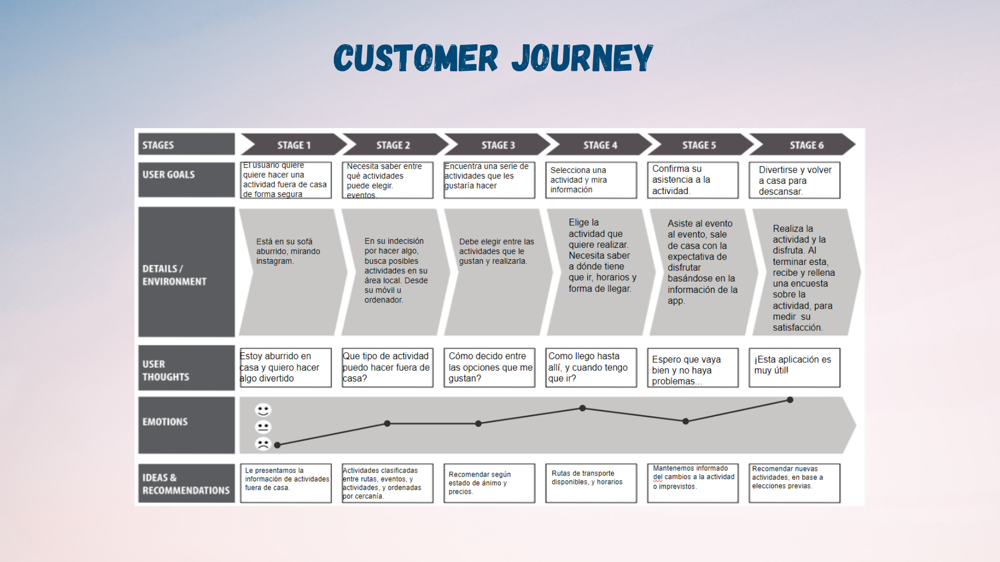 CUSTOMER JOURNEY
STAGES
STAGE 1
STAGE 2
STAGE 3
STAGE 4
STAGE 5
STAGE 6
USER GOALS
El usuario quiere
quiere hacer una
actividad fuera de casa
de forma segura
Necesita saber entre
qué actividades
puede elegir.
eventos.
Encuentra una serie de
actividades que les
gustaría hacer
Selecciona una
actividad y mira
información
Confirma su
asistencia a la
actividad.
Divertirse y volver
a casa para
descansar.
DETAILS /
ENVIRONMENT
Está en su sofá
aburrido, mirando
instagram.
En su indecisión
por hacer algo,
busca posibles
actividades en su
área local. Desde
su móvil u
ordenador.
Debe elegir entre las
actividades que le
gustan y realizarla.
Elige la
actividad que
quiere realizar.
Necesita saber
a dónde tiene
que ir, horarios y
forma de llegar.
Asiste al evento
al evento, sale
de casa con la
expectativa de
disfrutar
basándose en la
información de la
app.
Realiza la
actividad y la
disfruta. Al
terminar esta,
recibe y rellena
una encuesta
sobre la
actividad, para
medir su
satisfacción.
USER
THOUGHTS
Estoy aburrido en
casa y quiero hacer
algo divertido
Que tipo de actividad
puedo hacer fuera de
casa?
Cómo decido entre
las opciones que me
gustan?
Como llego hasta
allí, y cuando tengo
que ir?
Espero que vaya
bien y no haya
problemas...
¡Esta aplicación es
muy útil!
EMOTIONS
IDEAS &
RECOMMENDATIONS
Le presentamos la
información de actividades
fuera de casa.
Actividades clasificadas
entre rutas, eventos, y
actividades, y ordenadas
por cercanía.
Recomendar según
estado de ánimo y
precios.
Rutas de transporte
disponibles, y horarios
Mantenemos informado
del cambios a la actividad
o imprevistos.
Recomendar nuevas
actividades, en base a
elecciones previas.